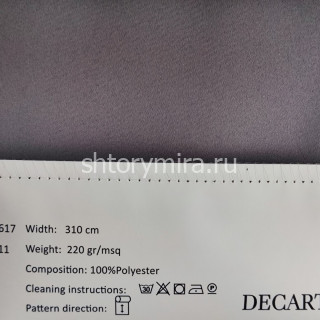 shtorymira.ru
617 Width: 310 cm
11 Weight: 220 gr/msq
Composition: 100%Polyester
Cleaning instructions: 30 P
Pattern direction:
DECART